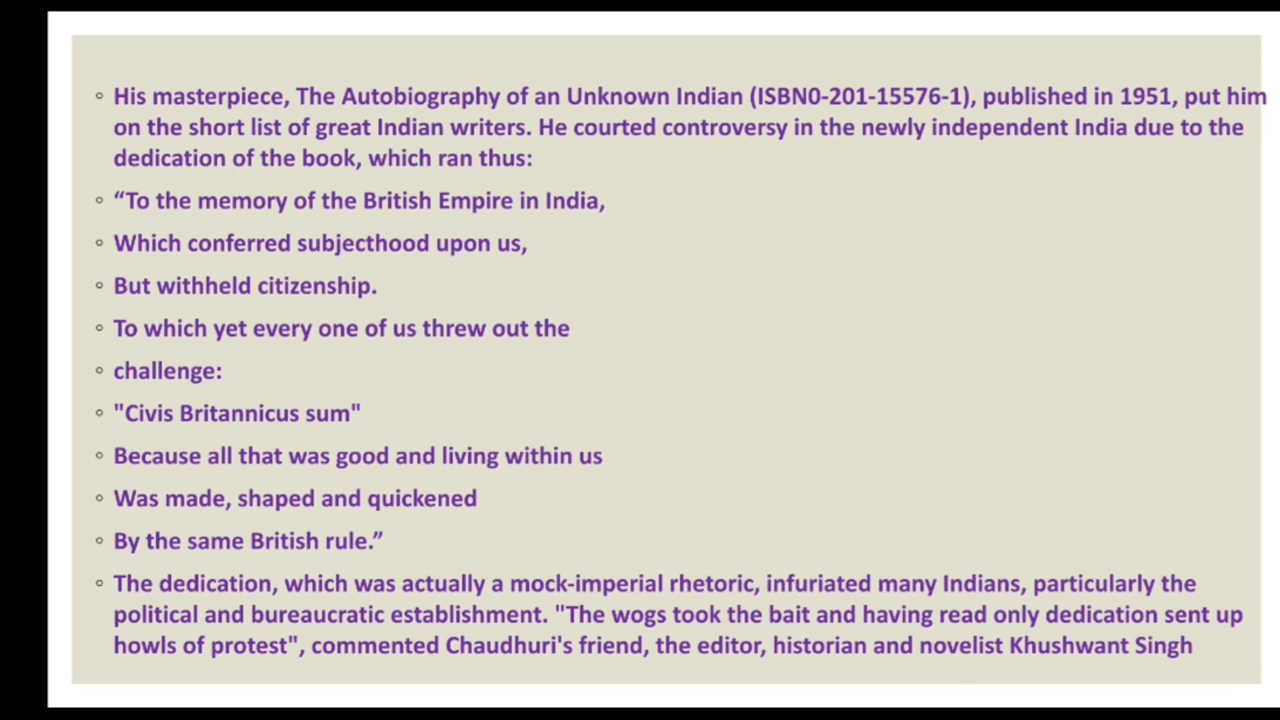 ◦ His masterpiece, The Autobiography of an Unknown Indian (ISBN0-201-15576-1), published in 1951, put him
on the short list of great Indian writers. He courted controversy in the newly independent India due to the
dedication of the book, which ran thus:
◦ “To the memory of the British Empire in India,
◦ Which conferred subjecthood upon us,
◦ But withheld citizenship.
◦ To which yet every one of us threw out the
◦ challenge:
◦ "Civis Britannicus sum"
◦ Because all that was good and living within us
◦ Was made, shaped and quickened
◦ By the same British rule.”
◦ The dedication, which was actually a mock-imperial rhetoric, infuriated many Indians, particularly the
political and bureaucratic establishment. "The wogs took the bait and having read only dedication sent up
howls of protest", commented Chaudhuri's friend, the editor, historian and novelist Khushwant Singh